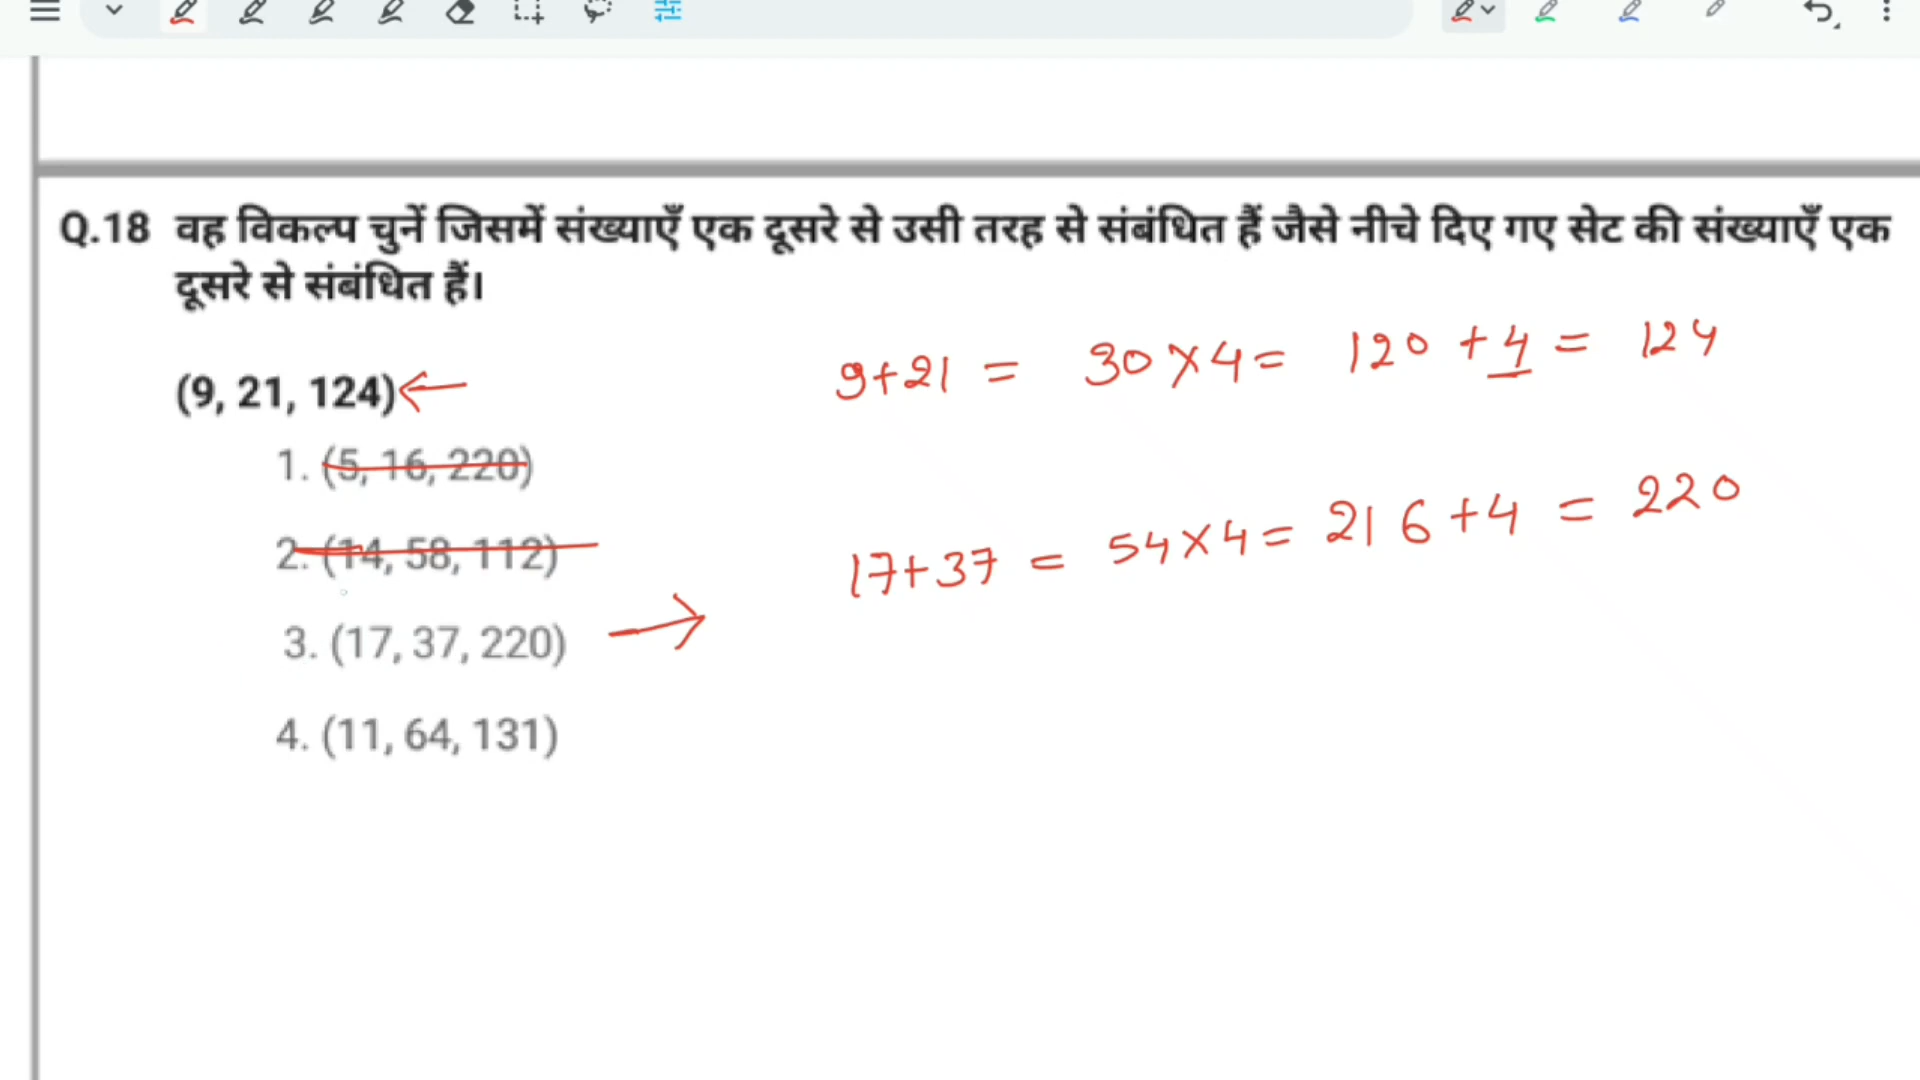 Q.18 वह विकल्प चुनें जिसमें संख्याएँ एक दूसरे से उसी तरह से संबंधित हैं जैसे नीचे दिए गए सेट की संख्याएँ एक
दूसरे से संबंधित हैं।
9+21 = 30×4= 120 +4 = 124
(9, 21, 124)←
1. (5, 16, 220)
17+37 = 54×4= 216+4 = 220
2. (14, 58, 112)
3. (17, 37, 220) →
4. (11, 64, 131)